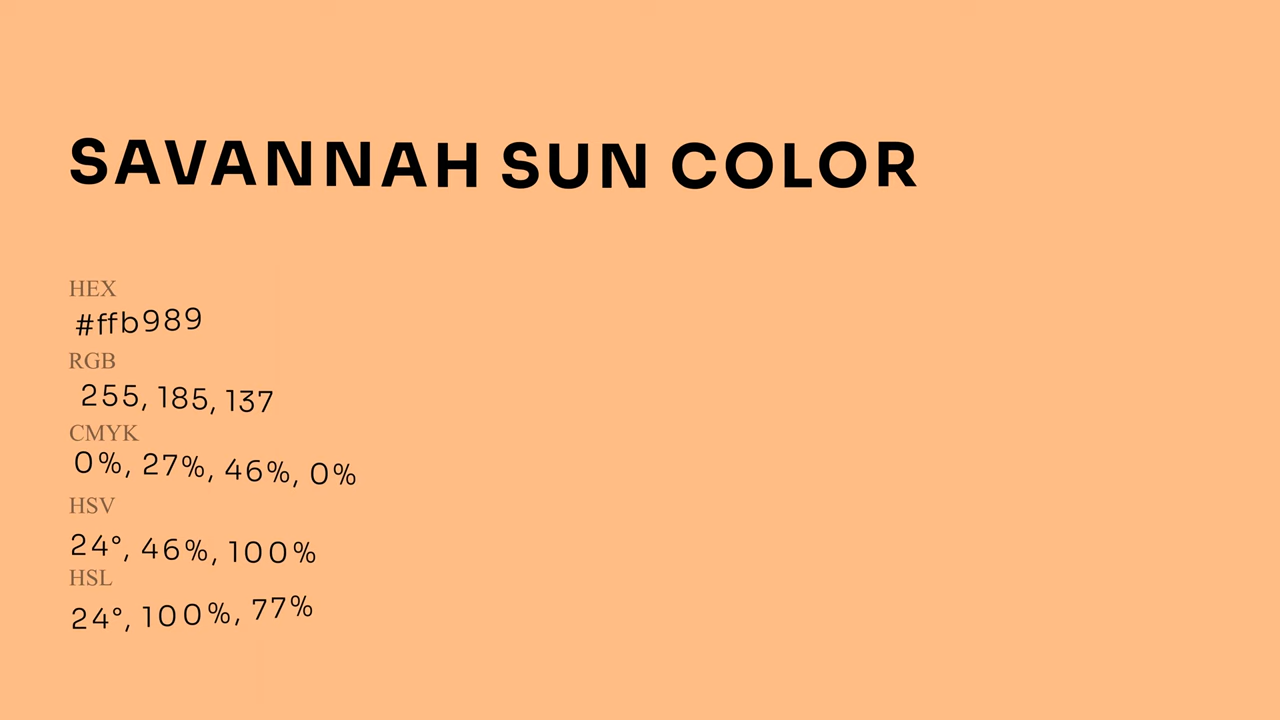 SAVANNAH SUN COLOR
HEX
#ffb989
RGB
255, 185, 137
CMYK
0%, 27%, 46%, 0%
HSV
24°, 46%, 100%
HSL
24°, 100%, 77%